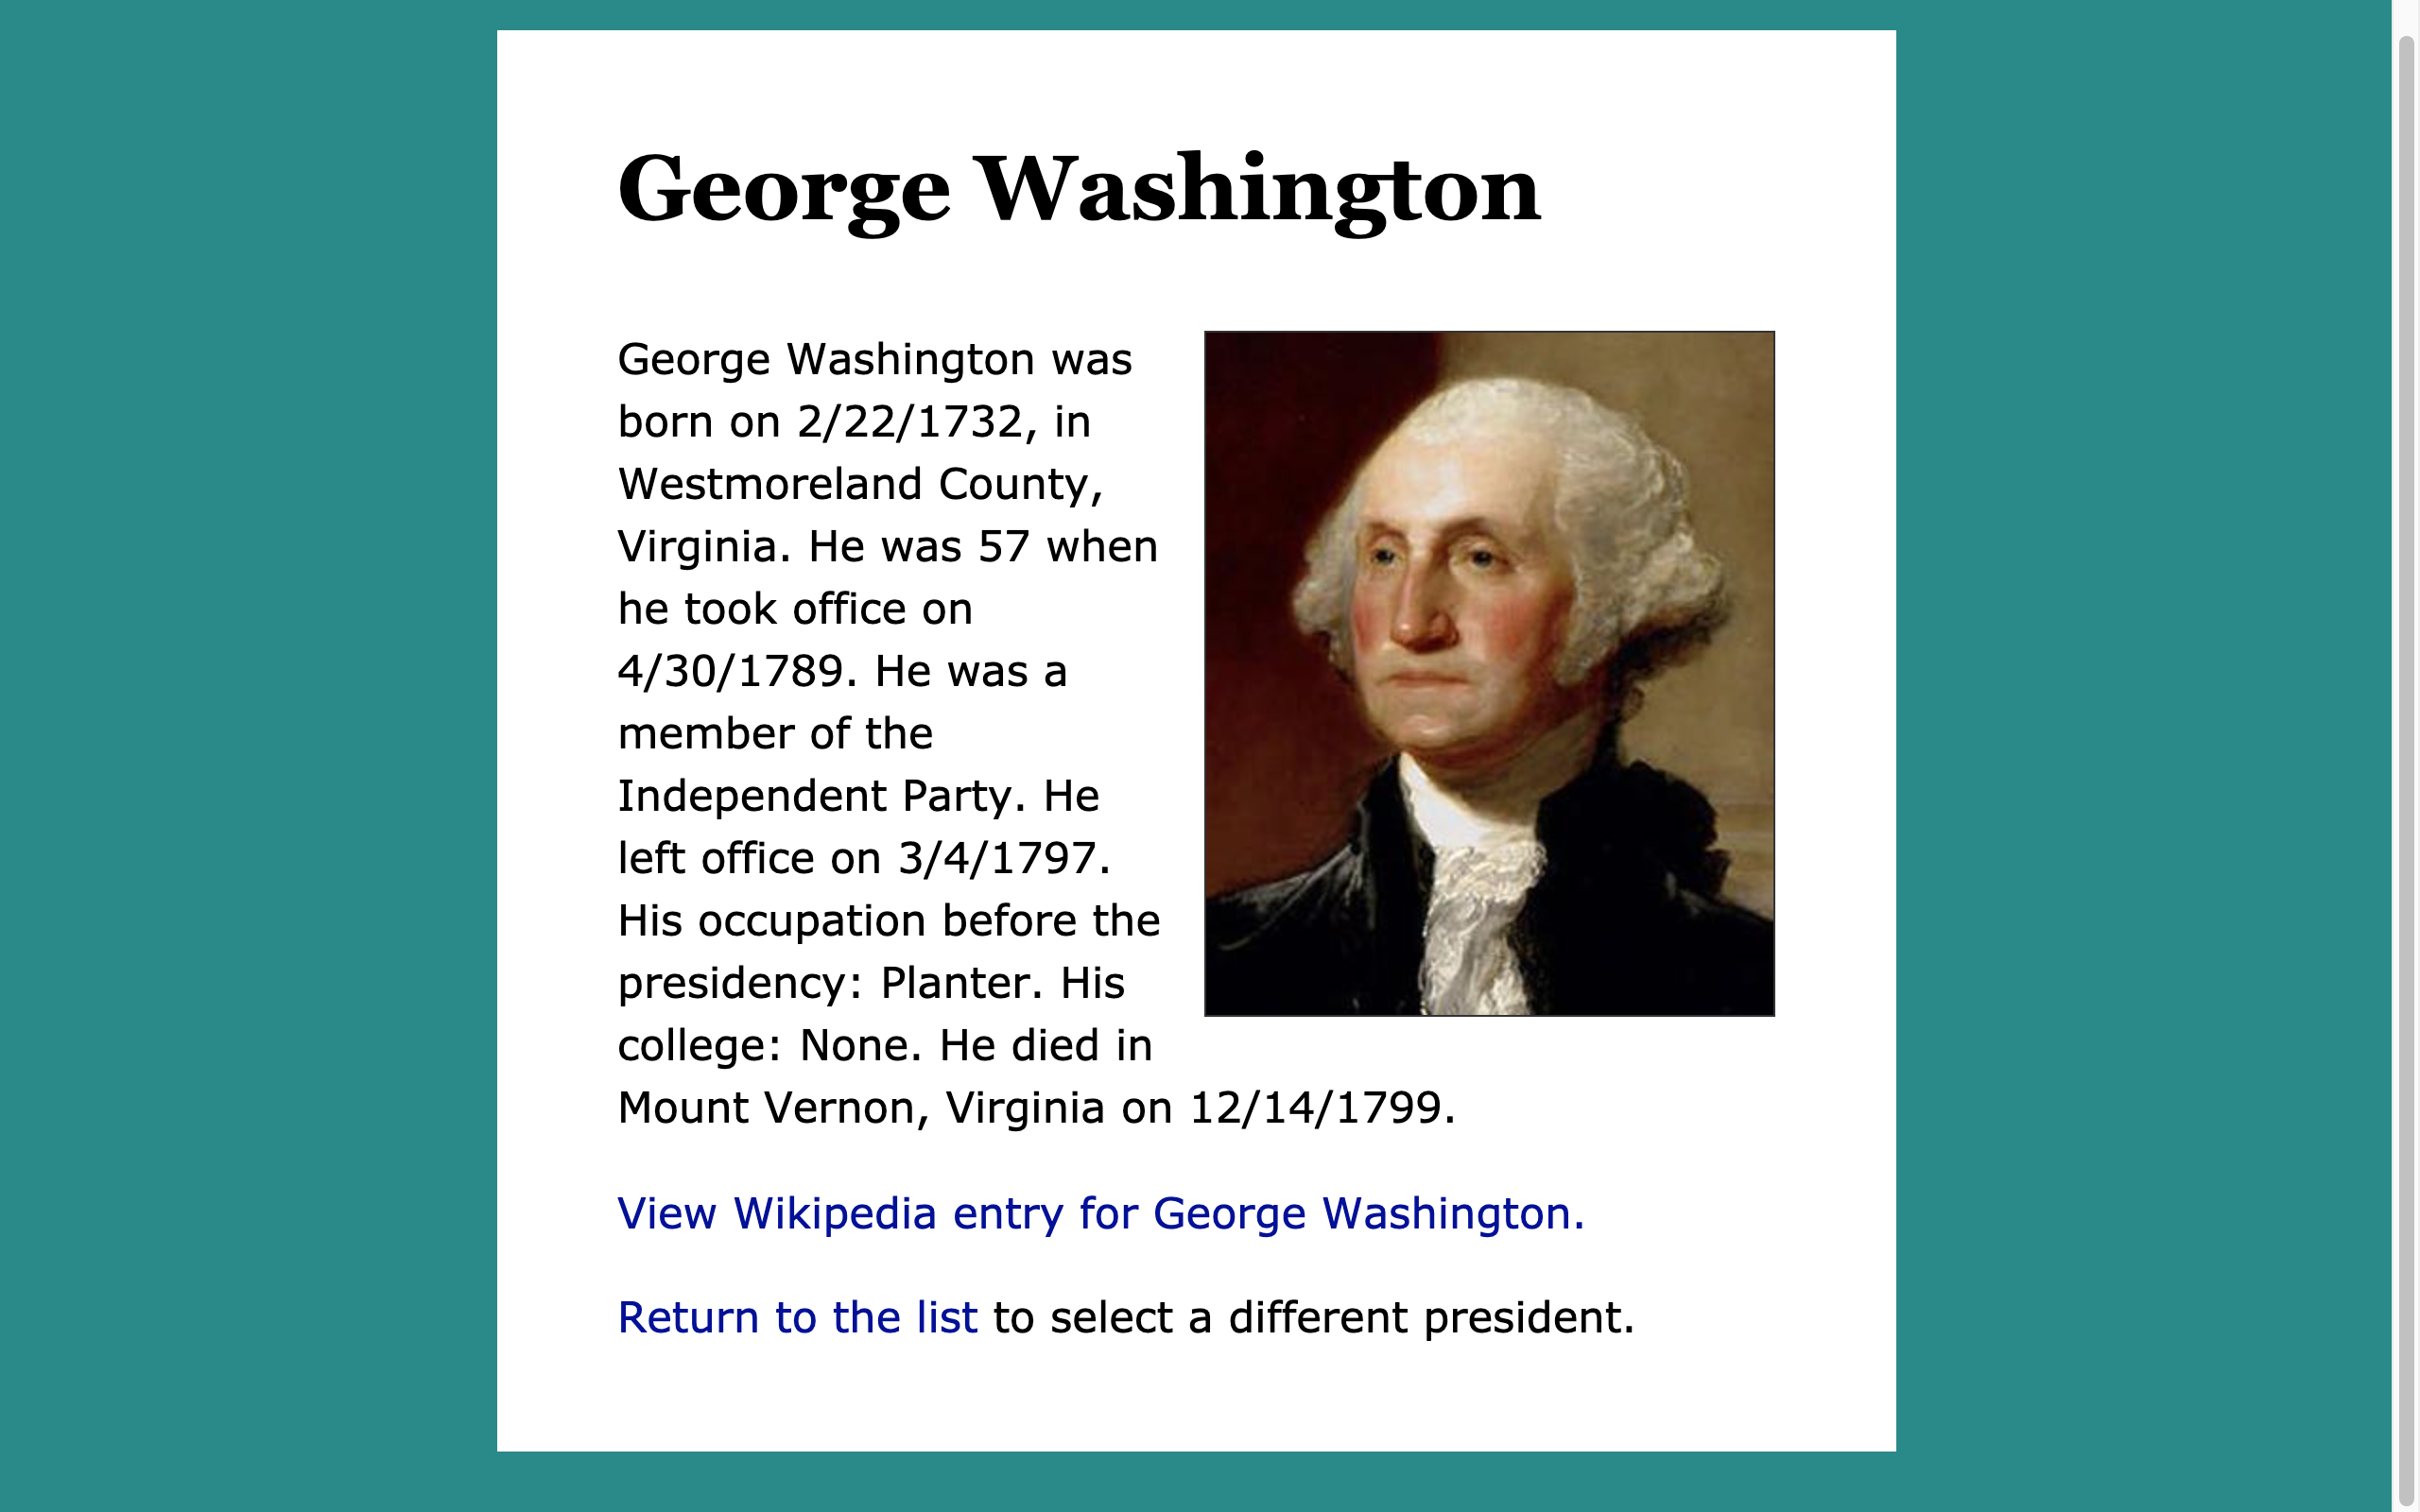 George Washington
George Washington was
born on 2/22/1732, in
Westmoreland County,
Virginia. He was 57 when
he took office on
4/30/1789. He was a
member of the
Independent Party. He
left office on 3/4/1797.
His occupation before the
presidency: Planter. His
college: None. He died in
Mount Vernon, Virginia on 12/14/1799.
View Wikipedia entry for George Washington.
Return to the list to select a different president.